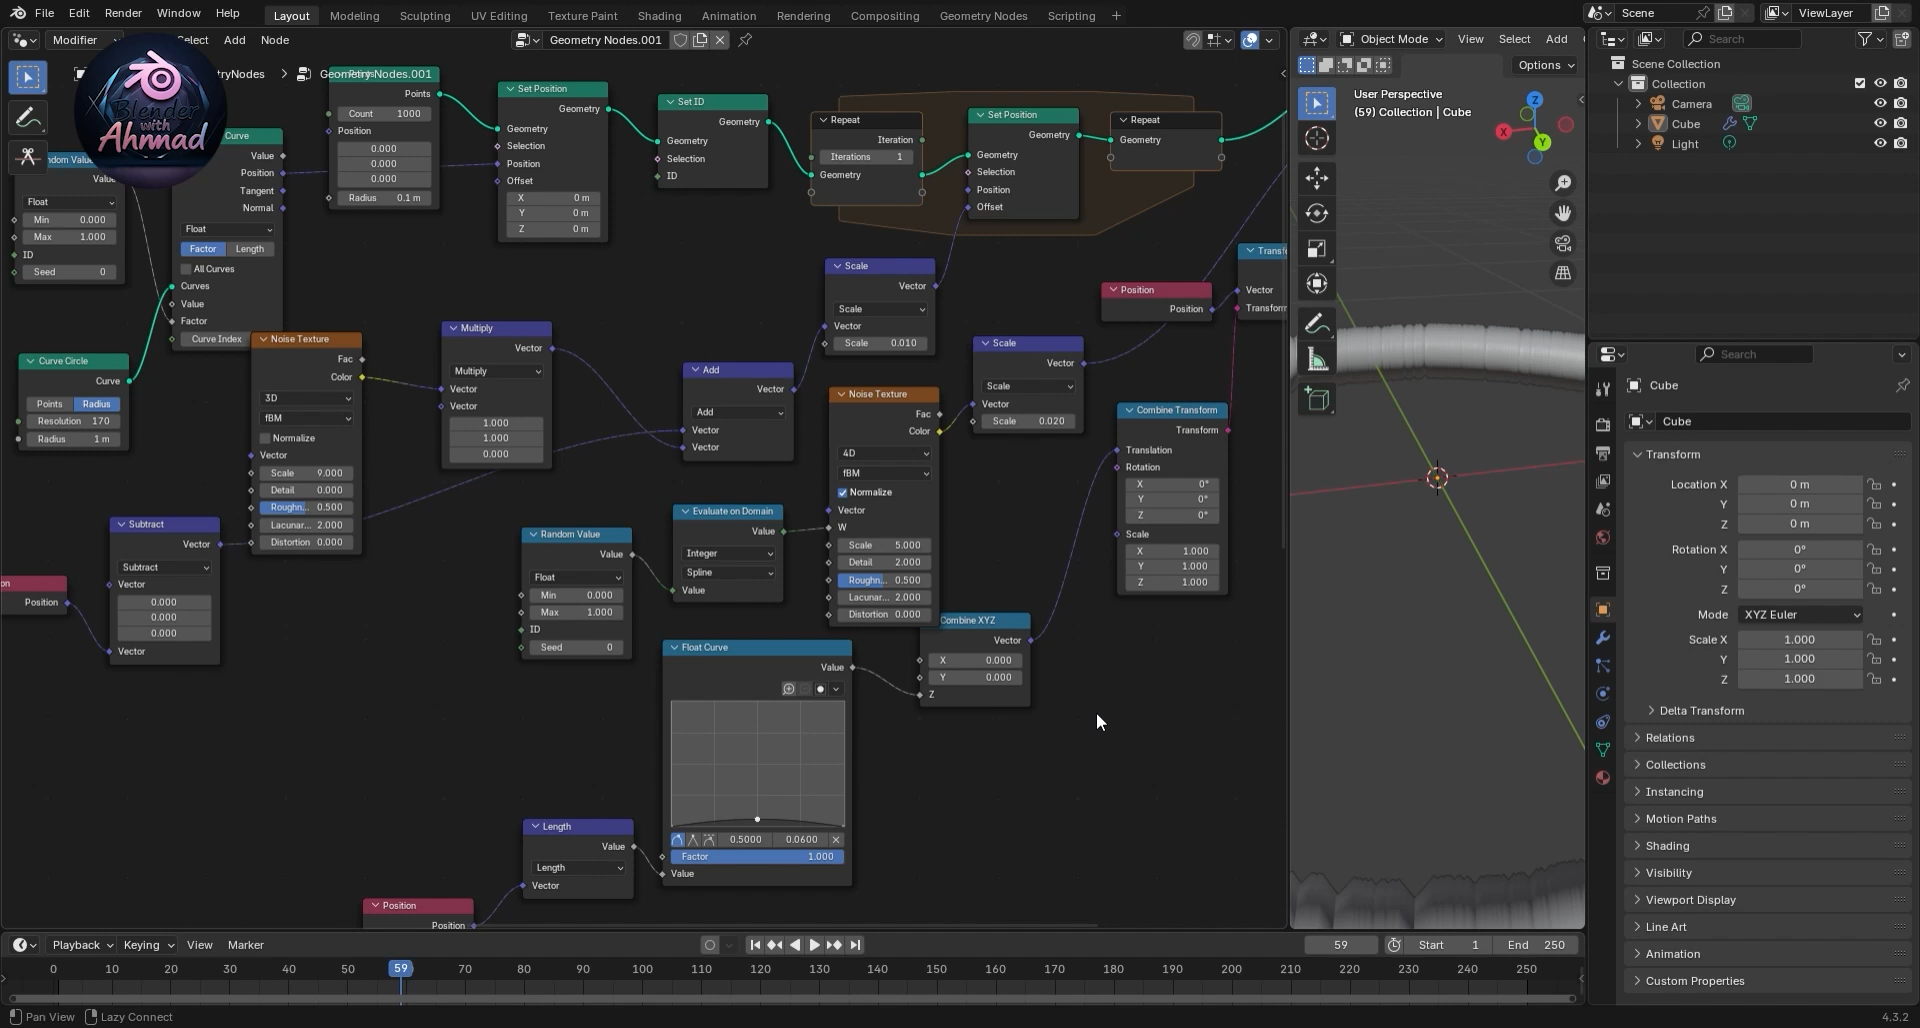 File Edit Render Window Help Layout Modeling Sculpting UV Editing Texture Paint Shading Animation Rendering Compositing Geometry Nodes Scripting + Scene ViewLayer
Modifier Select Add Node Geometry Nodes.001 Object Mode View Select Add Search
Options
Geometry Nodes.001
Blender
with
Ahmad
Points
Count 1000
Position
0.000
0.000
0.000
Radius 0.1 m
Set Position
Geometry
Geometry
Selection
Position
Offset
X 0 m
Y 0 m
Z 0 m
Set ID
Geometry
Geometry
Selection
ID
Repeat
Iteration
Iterations 1
Geometry
Set Position
Geometry
Geometry
Selection
Position
Offset
Repeat
Geometry
Value
Float
Min 0.000
Max 1.000
ID
Seed 0
Curve
Value
Position
Tangent
Normal
Float
Factor Length
All Curves
Curves
Value
Factor
Curve Index
Curve Circle
Curve
Points Radius
Resolution 170
Radius 1 m
Noise Texture
Fac
Color
3D
fBM
Normalize
Vector
Scale 9.000
Detail 0.000
Roughn... 0.500
Lacunar... 2.000
Distortion 0.000
Multiply
Vector
Multiply
Vector
Vector
1.000
1.000
0.000
Add
Vector
Add
Vector
Vector
Scale
Vector
Scale
Vector
Scale 0.010
Position
Position
Transf
Vector
Transform
Scale
Vector
Scale
Vector
Scale 0.020
Noise Texture
Fac
Color
4D
fBM
Normalize
Vector
W
Scale 5.000
Detail 2.000
Roughn... 0.500
Lacunar... 2.000
Distortion 0.000
Combine Transform
Transform
Translation
Rotation
X 0°
Y 0°
Z 0°
Scale
X 1.000
Y 1.000
Z 1.000
Subtract
Vector
Subtract
Vector
0.000
0.000
0.000
Vector
on
Position
Random Value
Value
Float
Min 0.000
Max 1.000
ID
Seed 0
Evaluate on Domain
Value
Integer
Spline
Value
Combine XYZ
Vector
X 0.000
Y 0.000
Z
Float Curve
Value
0.5000 0.0600
Factor 1.000
Value
Length
Value
Length
Vector
Position
Position
User Perspective
(59) Collection | Cube
Z
X
Y
Scene Collection
Collection
Camera
Cube
Light
Search
Cube
Cube
Transform
Location X 0 m
Y 0 m
Z 0 m
Rotation X 0°
Y 0°
Z 0°
Mode XYZ Euler
Scale X 1.000
Y 1.000
Z 1.000
Delta Transform
Relations
Collections
Instancing
Motion Paths
Shading
Visibility
Viewport Display
Line Art
Animation
Custom Properties
Playback Keying View Marker 59 Start 1 End 250
0 10 20 30 40 50 59 70 80 90 100 110 120 130 140 150 160 170 180 190 200 210 220 230 240 250
Pan View Lazy Connect 4.3.2